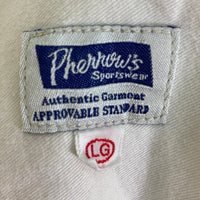 Pherrow's
Sportswear
Authentic Garment
APPROVABLE STANDARD
LG